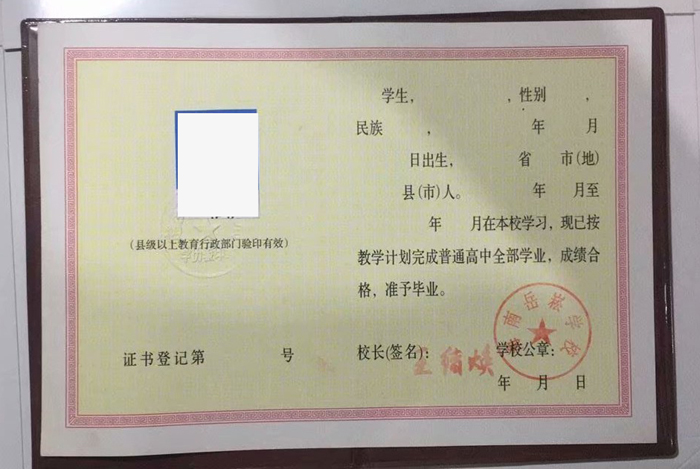 学生, , 性别 ,
民族 , 年 月
日出生, 省 市(地)
县(市)人。 年 月至
年 月在本校学习, 现已按
教学计划完成普通高中全部学业, 成绩合
格, 准予毕业。
(县级以上教育行政部门验印有效)
证书登记第 号
校长(签名):
学校公章:
南岳 学校
年 月 日